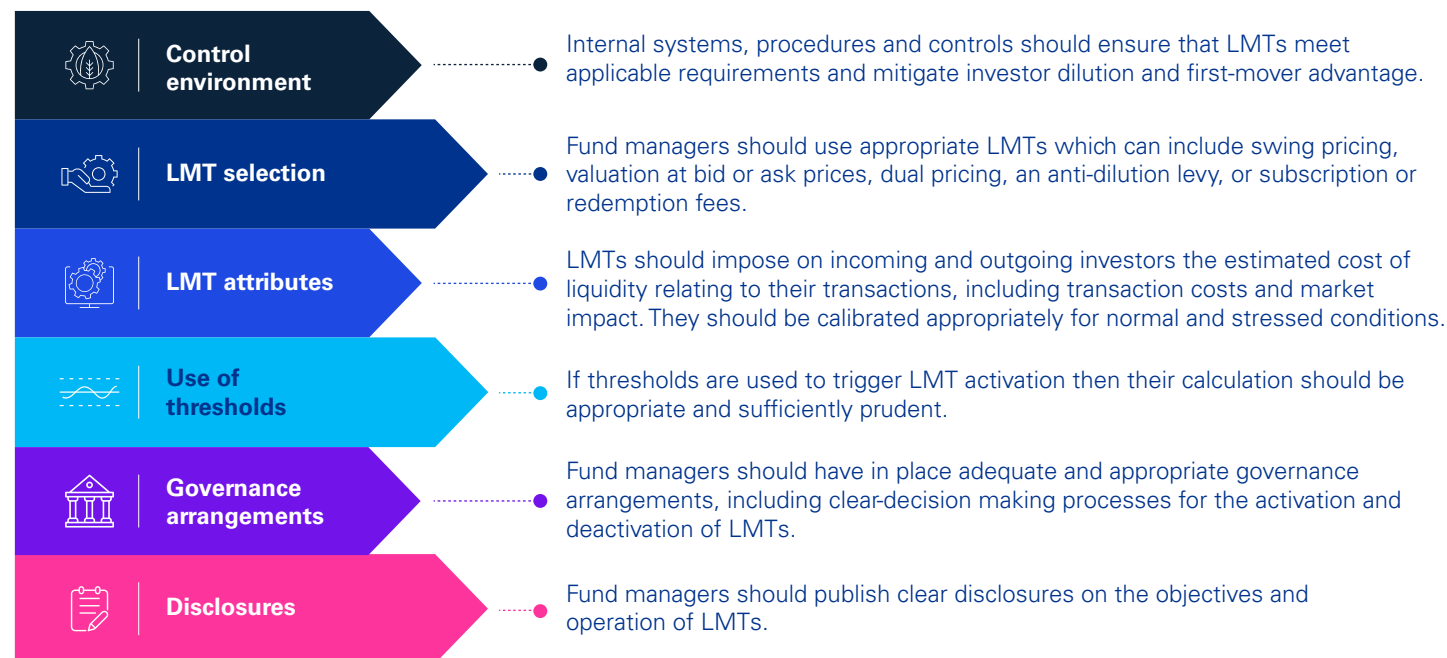 Control
environment
Internal systems, procedures and controls should ensure that LMTs meet
applicable requirements and mitigate investor dilution and first-mover advantage.
LMT selection
Fund managers should use appropriate LMTs which can include swing pricing,
valuation at bid or ask prices, dual pricing, an anti-dilution levy, or subscription or
redemption fees.
LMT attributes
LMTs should impose on incoming and outgoing investors the estimated cost of
liquidity relating to their transactions, including transaction costs and market
impact. They should be calibrated appropriately for normal and stressed conditions.
Use of
thresholds
If thresholds are used to trigger LMT activation then their calculation should be
appropriate and sufficiently prudent.
Governance
arrangements
Fund managers should have in place adequate and appropriate governance
arrangements, including clear-decision making processes for the activation and
deactivation of LMTs.
Disclosures
Fund managers should publish clear disclosures on the objectives and
operation of LMTs.